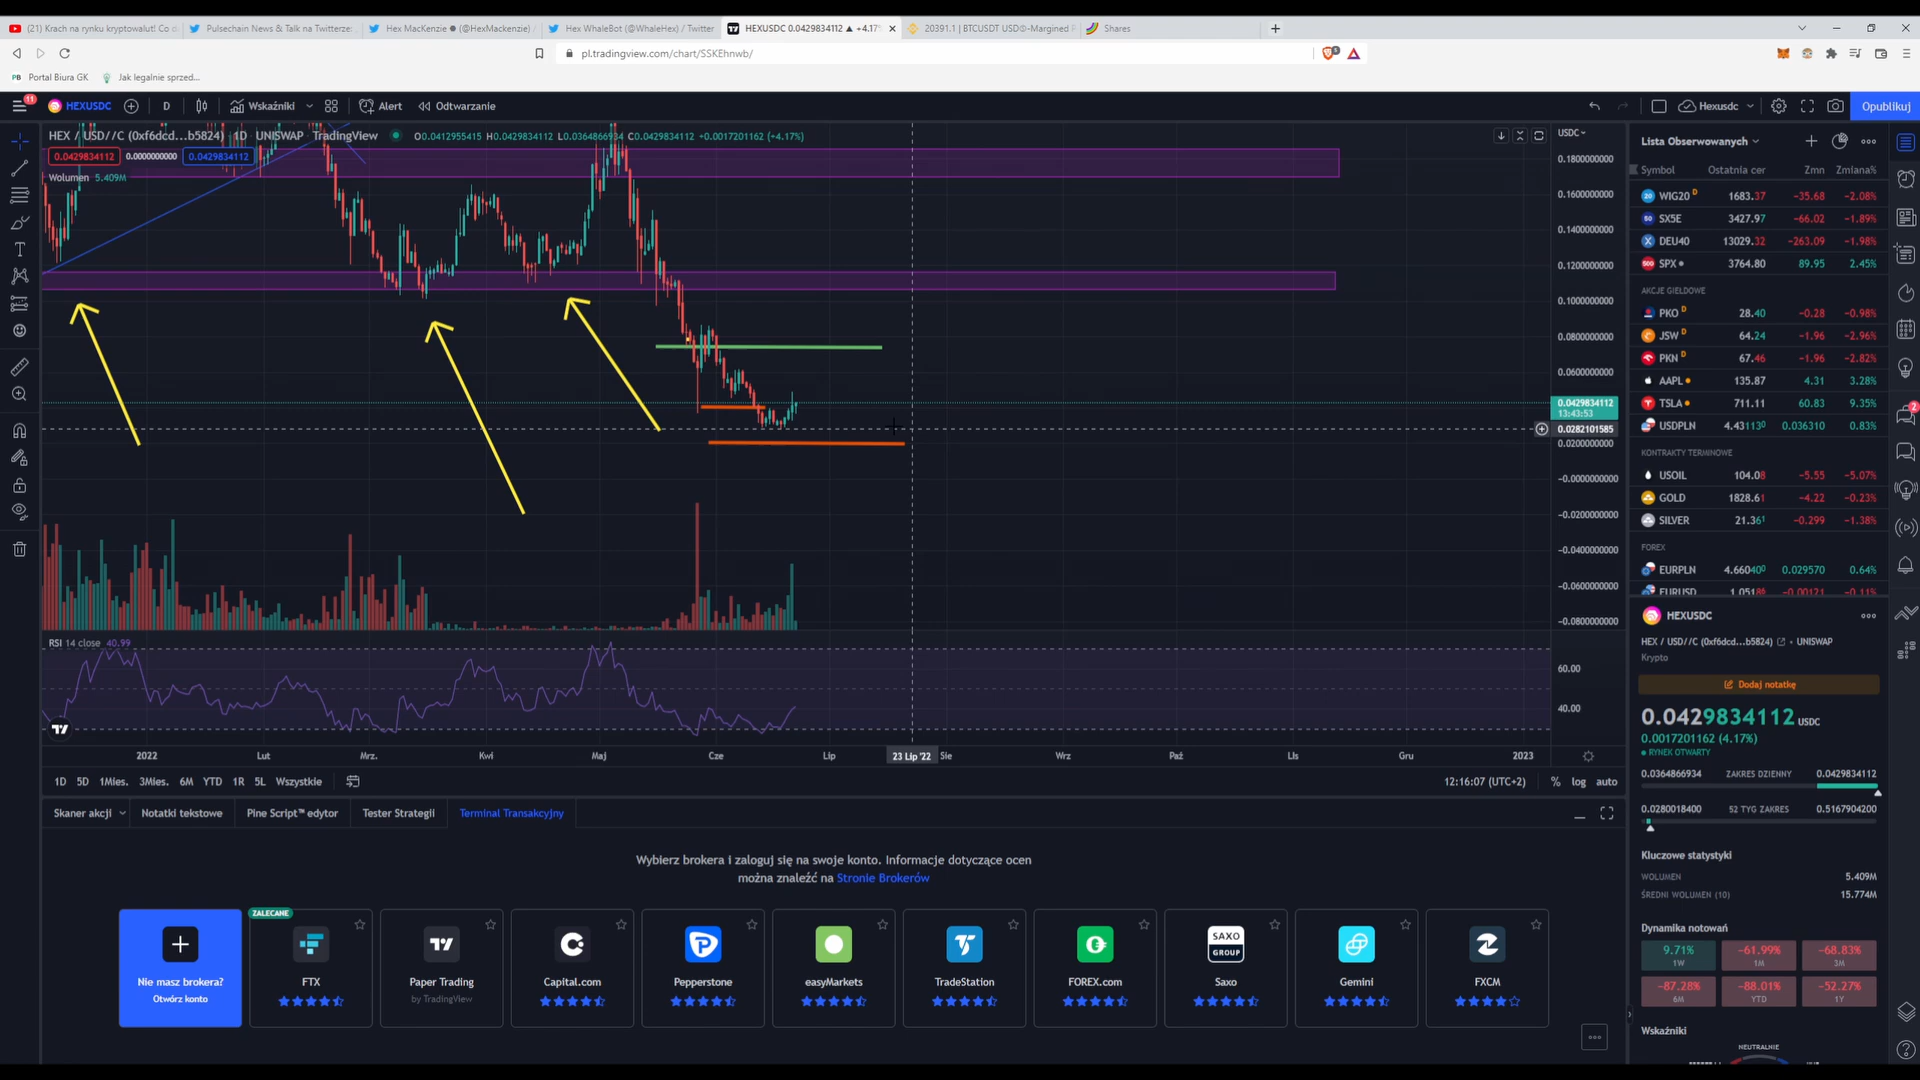 (21) Krach na rynku kryptowalut! Co d
Pulsechain News & Talk na Twitterze:
Hex MacKenzie (@HexMackenzie) /
Hex WhaleBot (@WhaleHex) / Twitter
HEXUSDC 0.0429834112 ▲ +4.17%
20391.1 | BTCUSDT USDⓈ-Margined P
Shares
pl.tradingview.com/chart/SSKEhnwb/
PB Portal Biura GK
Jak legalnie sprzed...
11
HEXUSDC
D
Wskaźniki
Alert
Odtwarzanie
Hexusdc
Opublikuj
HEX / USD//C (0xf6dcd...b5824) 1D UNISWAP TradingView
O0.0412955415 H0.0429834112 L0.0364866934 C0.0429834112 +0.0017201162 (+4.17%)
0.0429834112 0.0000000000 0.0429834112
Wolumen 5.409M
USDC
0.1800000000
0.1600000000
0.1400000000
0.1200000000
0.1000000000
0.0800000000
0.0600000000
0.0429834112
13:43:53
0.0282101585
0.0200000000
−0.0000000000
−0.0200000000
−0.0400000000
−0.0600000000
−0.0800000000
RSI 14 close 40.99
60.00
40.00
2022 Lut Mrz. Kwi Maj Cze Lip 23 Lip '22 Sie Wrz Paź Lis Gru 2023
1D 5D 1Mies. 3Mies. 6M YTD 1R 5L Wszystkie
12:16:07 (UTC+2) % log auto
Skaner akcji
Notatki tekstowe
Pine Script™ edytor
Tester Strategii
Terminal Transakcyjny
Wybierz brokera i zaloguj się na swoje konto. Informacje dotyczące ocen
można znaleźć na Stronie Brokerów
Nie masz brokera?
Otwórz konto
ZALECANE
FTX
Paper Trading
by TradingView
Capital.com
Pepperstone
easyMarkets
TradeStation
FOREX.com
SAXO
GROUP
Saxo
Gemini
FXCM
Lista Obserwowanych
Symbol Ostatnia cer Zmn Zmiana%
WIG20 D 1683.37 −35.68 −2.08%
SX5E 3427.97 −66.02 −1.89%
DEU40 13029.32 −263.09 −1.98%
SPX 3764.80 89.95 2.45%
AKCJE GIEŁDOWE
PKO D 28.40 −0.28 −0.98%
JSW D 64.24 −1.96 −2.96%
PKN D 67.46 −1.96 −2.82%
AAPL 135.87 4.31 3.28%
TSLA 711.11 60.83 9.35%
USDPLN 4.43113⁰ 0.036310 0.83%
KONTRAKTY TERMINOWE
USOIL 104.08 −5.55 −5.07%
GOLD 1828.61 −4.22 −0.23%
SILVER 21.36¹ −0.299 −1.38%
FOREX
EURPLN 4.66040⁰ 0.029570 0.64%
EURUSD 1.0518⁶ −0.00121 −0.11%
HEXUSDC
HEX / USD//C (0xf6dcd...b5824) • UNISWAP
Krypto
Dodaj notatkę
0.0429834112 USDC
0.0017201162 (4.17%)
RYNEK OTWARTY
0.0364866934 ZAKRES DZIENNY 0.0429834112
0.0280018400 52 TYG ZAKRES 0.5167904200
Kluczowe statystyki
WOLUMEN 5.409M
ŚREDNI WOLUMEN (10) 15.774M
Dynamika notowań
9.71% −61.99% −68.83%
1W 1M 3M
−87.28% −88.01% −52.27%
6M YTD 1Y
Wskaźniki
NEUTRALNIE